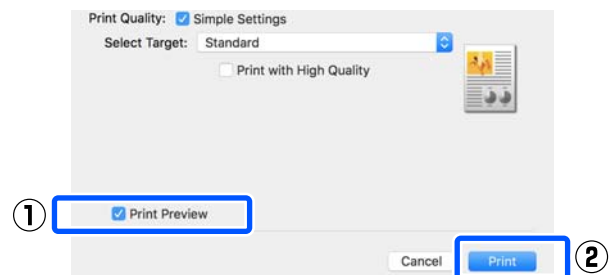 Print Quality: Simple Settings
Select Target: Standard
Print with High Quality
① Print Preview
Cancel Print ②